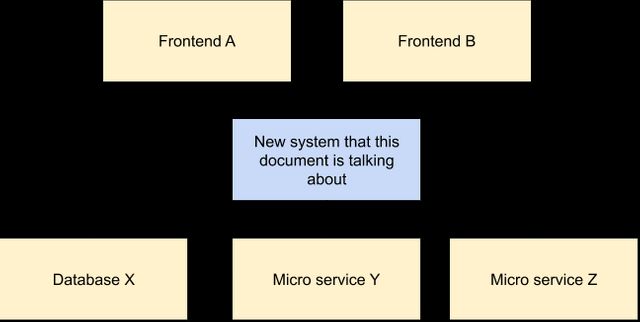 Frontend A
Frontend B
New system that this
document is talking
about
Database X
Micro service Y
Micro service Z